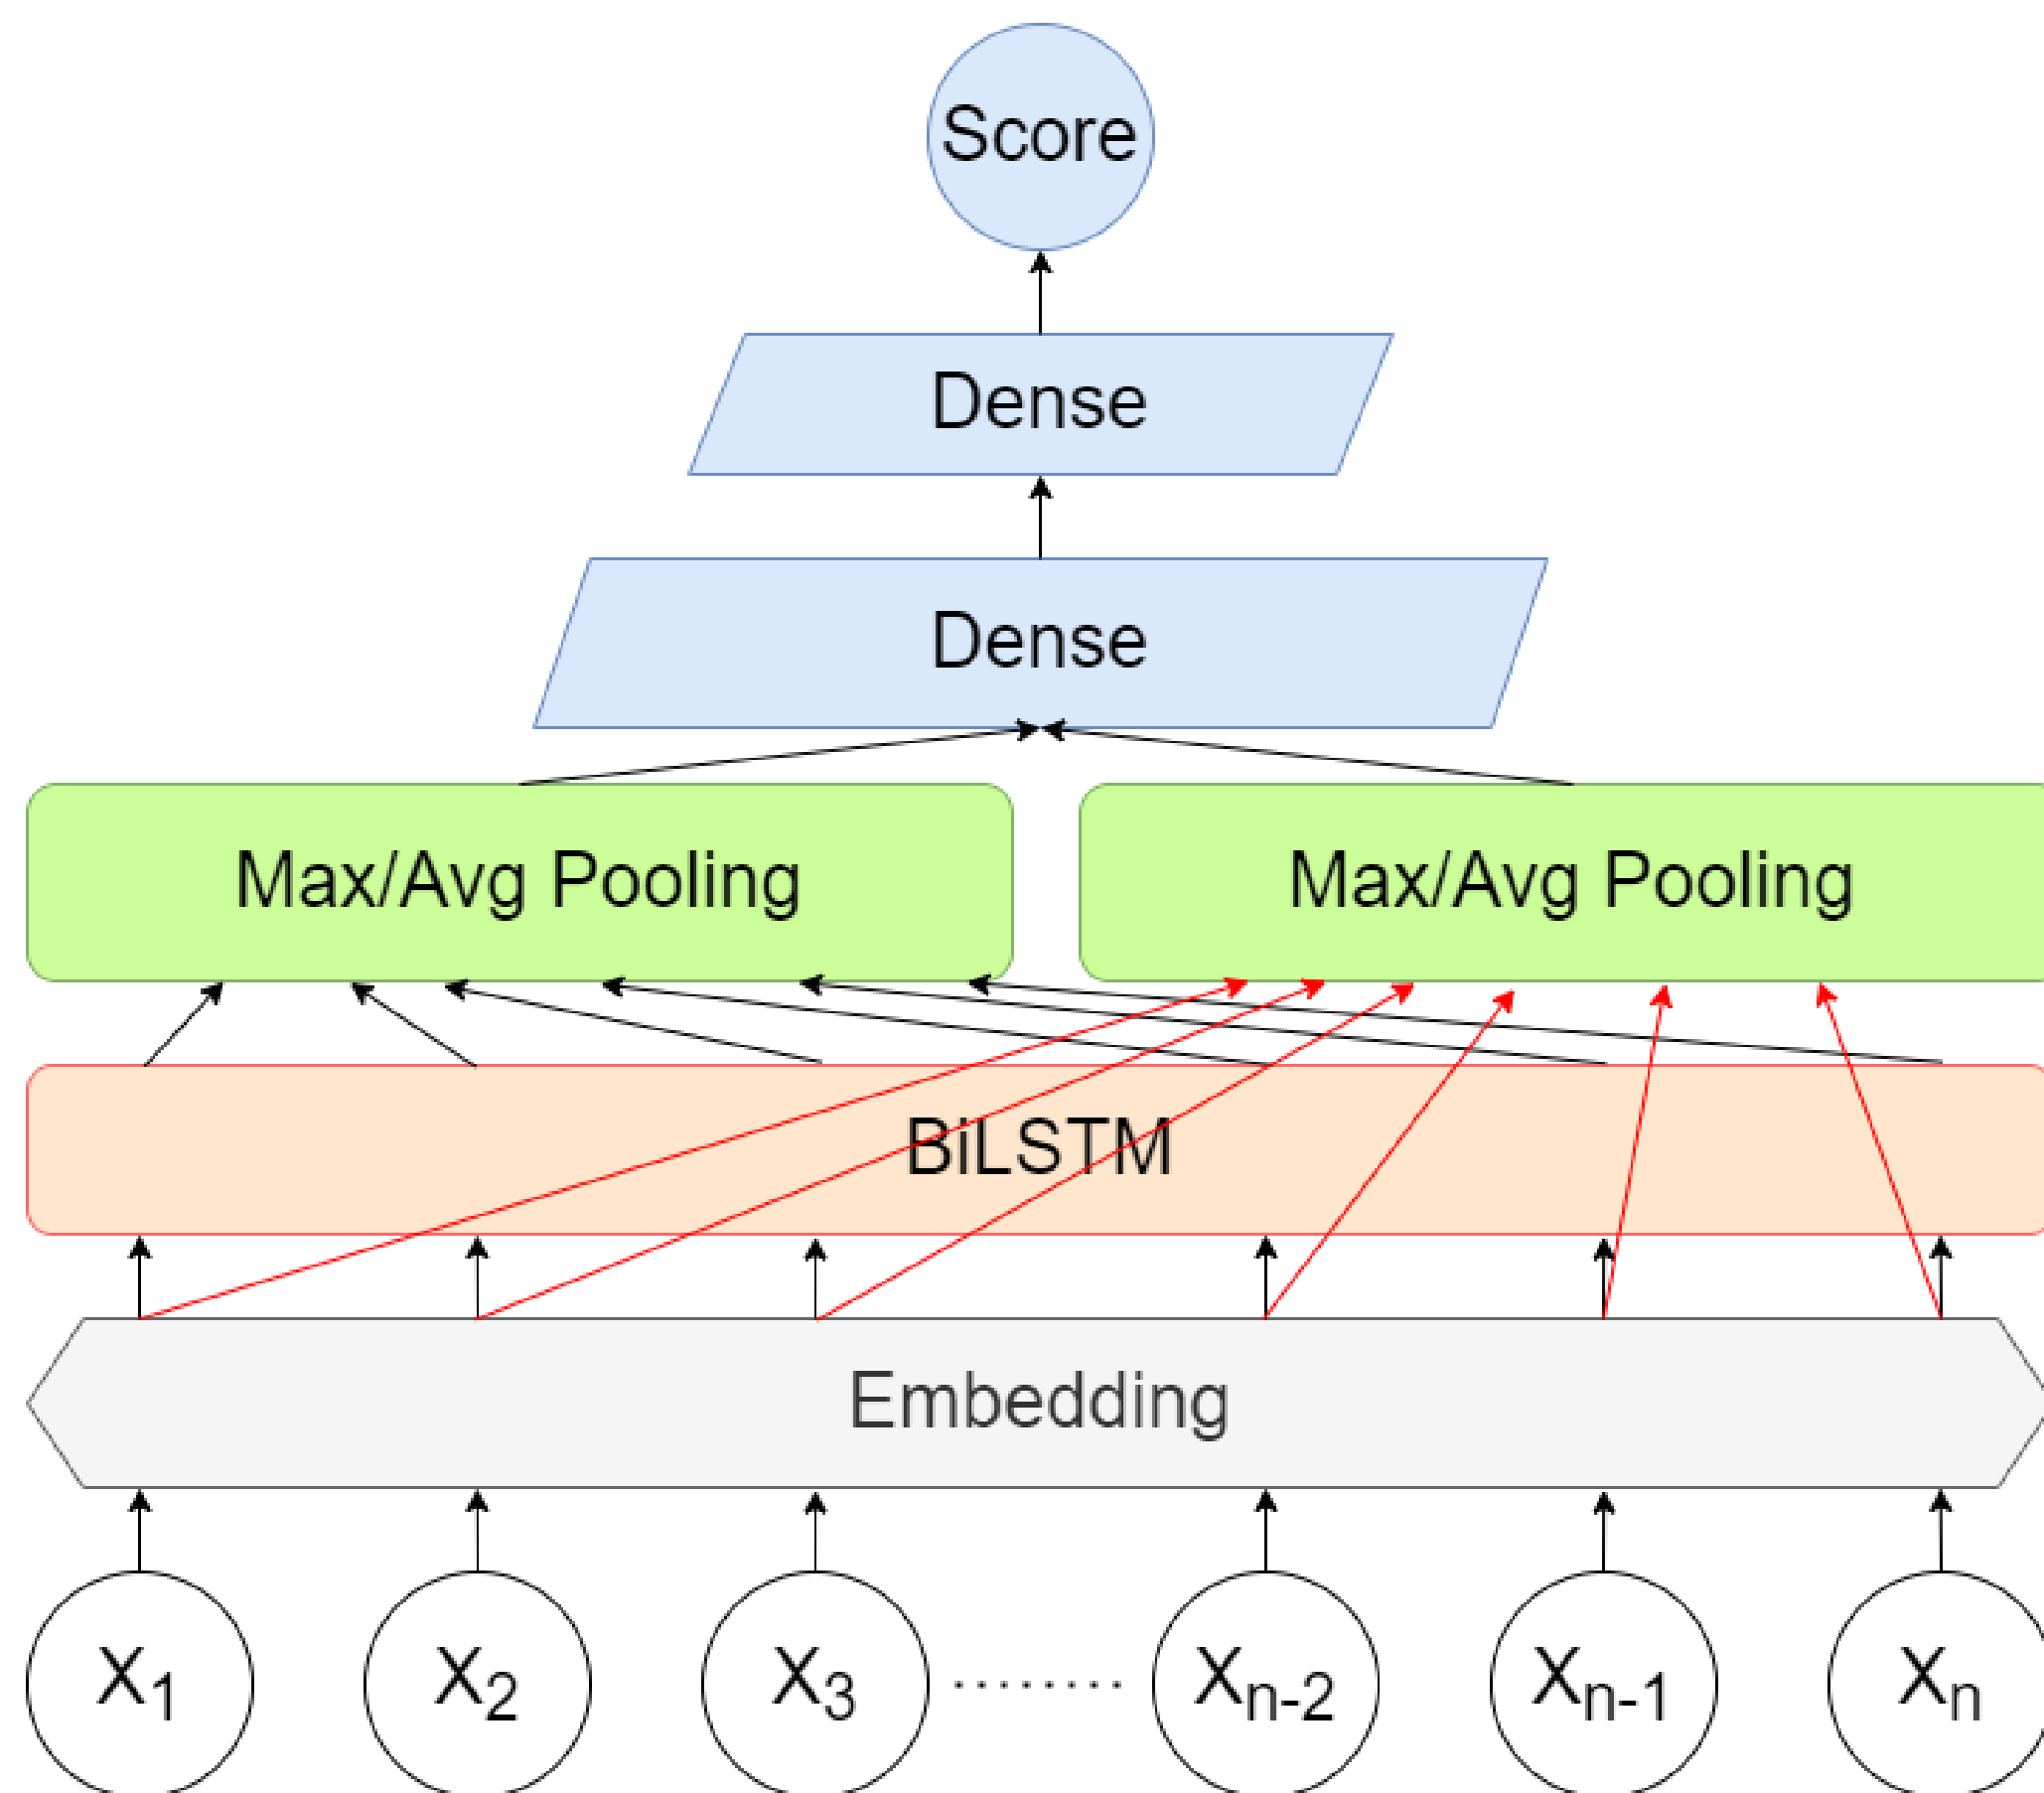 Score
Dense
Dense
Max/Avg Pooling
Max/Avg Pooling
BiLSTM
Embedding
X1
X2
X3
........
Xn-2
Xn-1
Xn